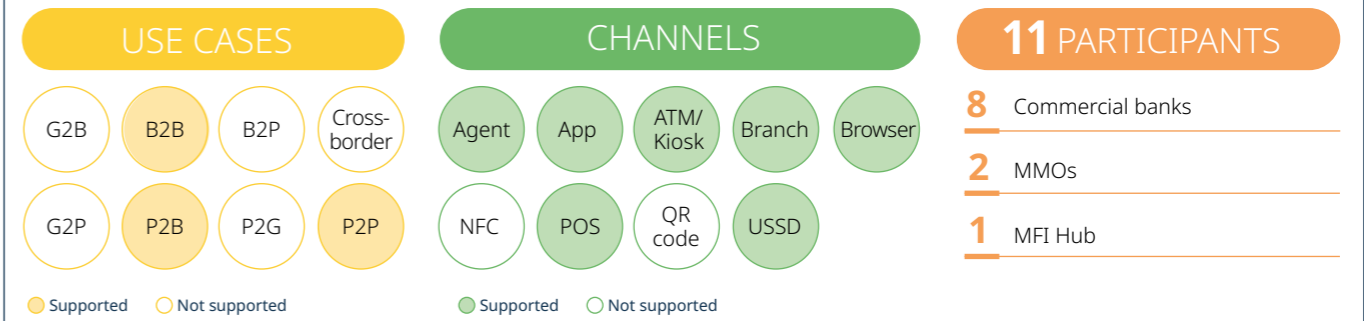 USE CASES
G2B
B2B
B2P
Cross-
border
G2P
P2B
P2G
P2P
Supported
Not supported
CHANNELS
Agent
App
ATM/
Kiosk
Branch
Browser
NFC
POS
QR
code
USSD
Supported
Not supported
11 PARTICIPANTS
8 Commercial banks
2 MMOs
1 MFI Hub